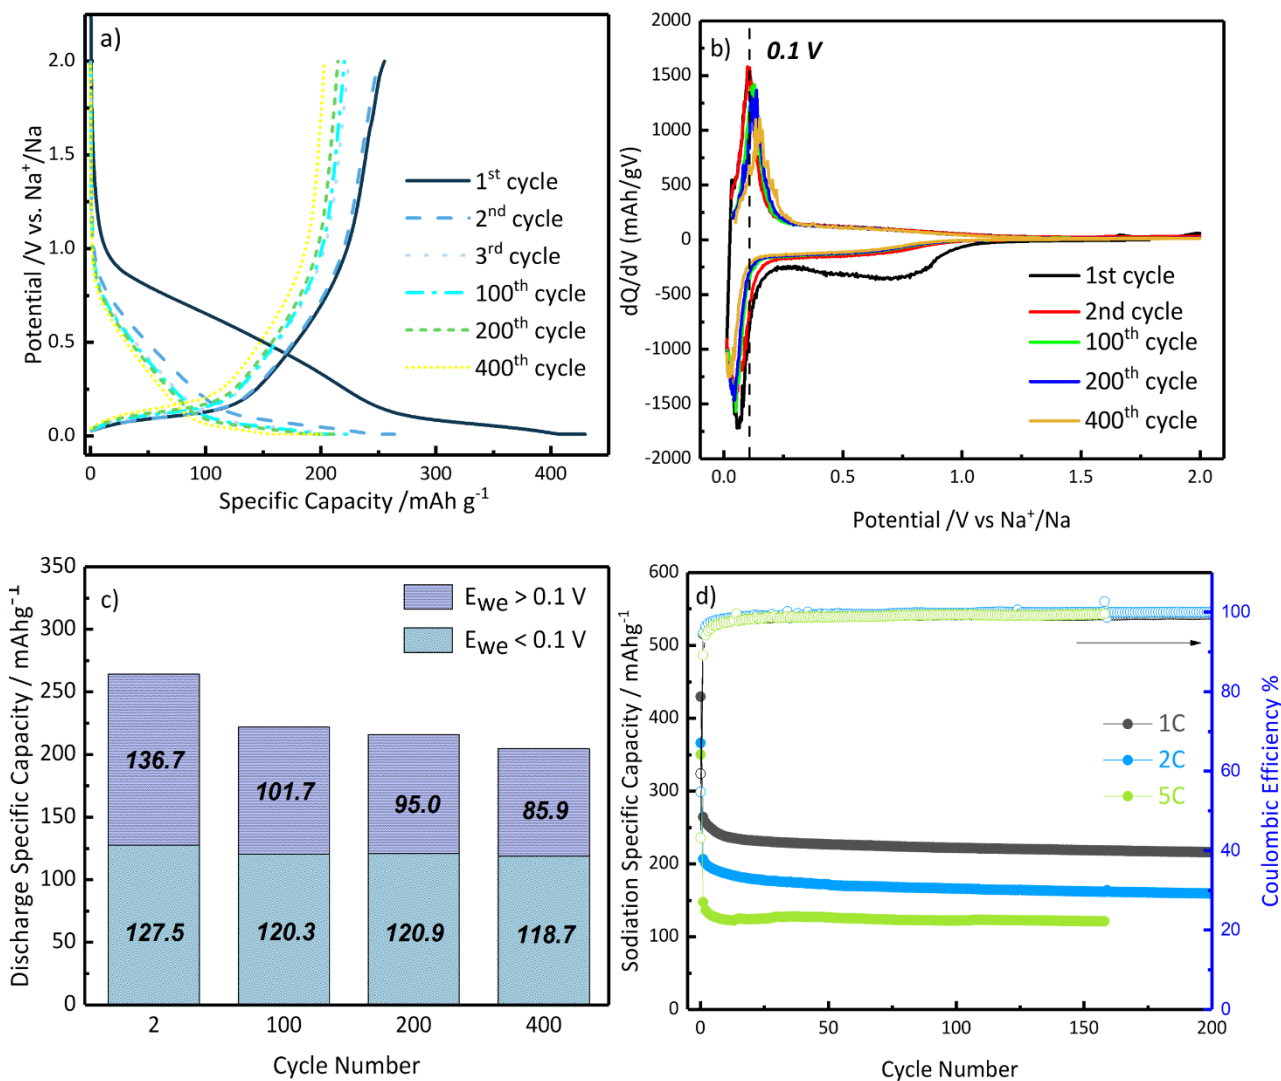 a)
2.0
1.5
1.0
0.5
0.0
Potential /V vs. Na⁺/Na
1ˢᵗ cycle
2ⁿᵈ cycle
3ʳᵈ cycle
100ᵗʰ cycle
200ᵗʰ cycle
400ᵗʰ cycle
0 100 200 300 400
Specific Capacity /mAh g⁻¹
b)
0.1 V
2000
1500
1000
500
0
-500
-1000
-1500
-2000
dQ/dV (mAh/gV)
1st cycle
2nd cycle
100ᵗʰ cycle
200ᵗʰ cycle
400ᵗʰ cycle
0.0 0.5 1.0 1.5 2.0
Potential /V vs Na⁺/Na
c)
350
300
250
200
150
100
50
0
Discharge Specific Capacity / mAhg⁻¹
E_we > 0.1 V
E_we < 0.1 V
136.7
101.7
95.0
85.9
127.5
120.3
120.9
118.7
2 100 200 400
Cycle Number
d)
600
500
400
300
200
100
0
Sodiation Specific Capacity / mAhg⁻¹
1C
2C
5C
100
80
60
40
20
0
Coulombic Efficiency %
0 50 100 150 200
Cycle Number